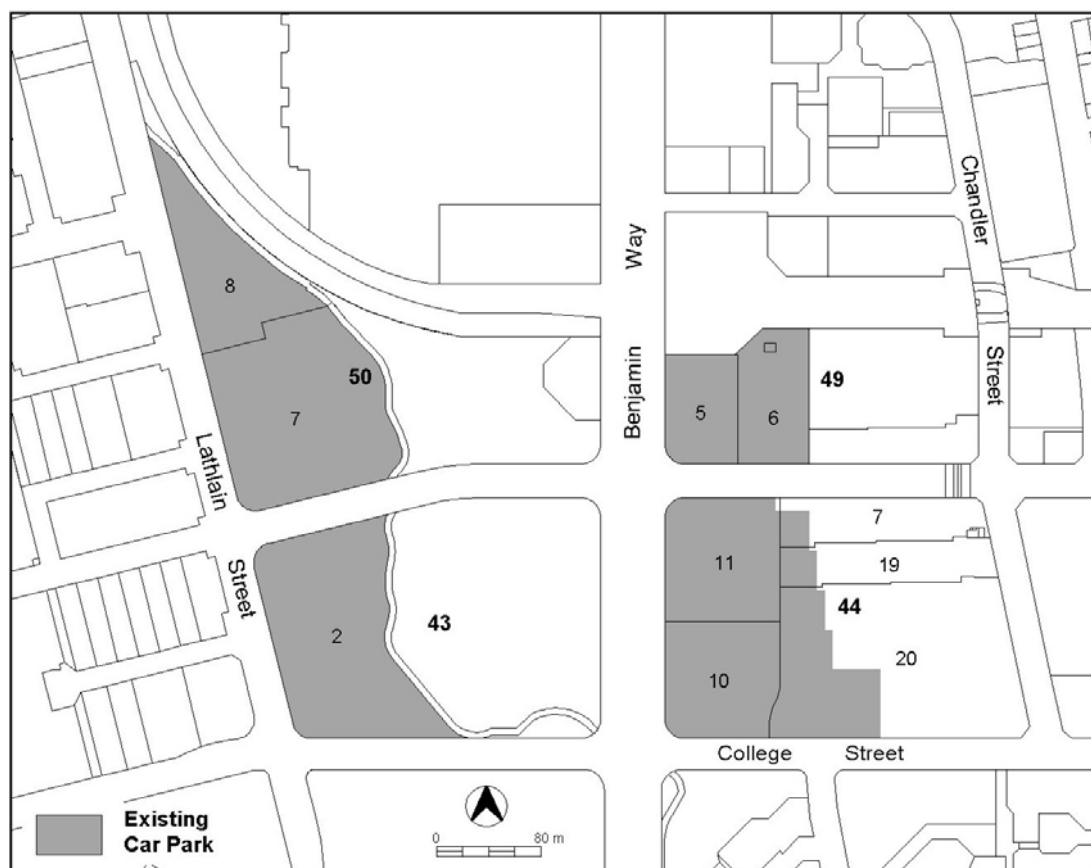 Chandler
Street
Benjamin
Way
8
50
7
Lathlain
Street
5
6
49
7
11
19
44
2
43
10
20
College Street
Existing
Car Park
0
80 m